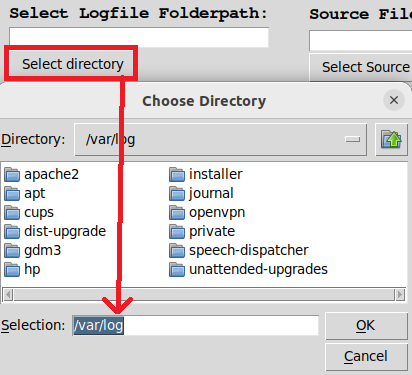 Select Logfile Folderpath:
Source File
Select directory
Select Source
Choose Directory
Directory: /var/log
apache2
apt
cups
dist-upgrade
gdm3
hp
installer
journal
openvpn
private
speech-dispatcher
unattended-upgrades
Selection: /var/log
OK
Cancel